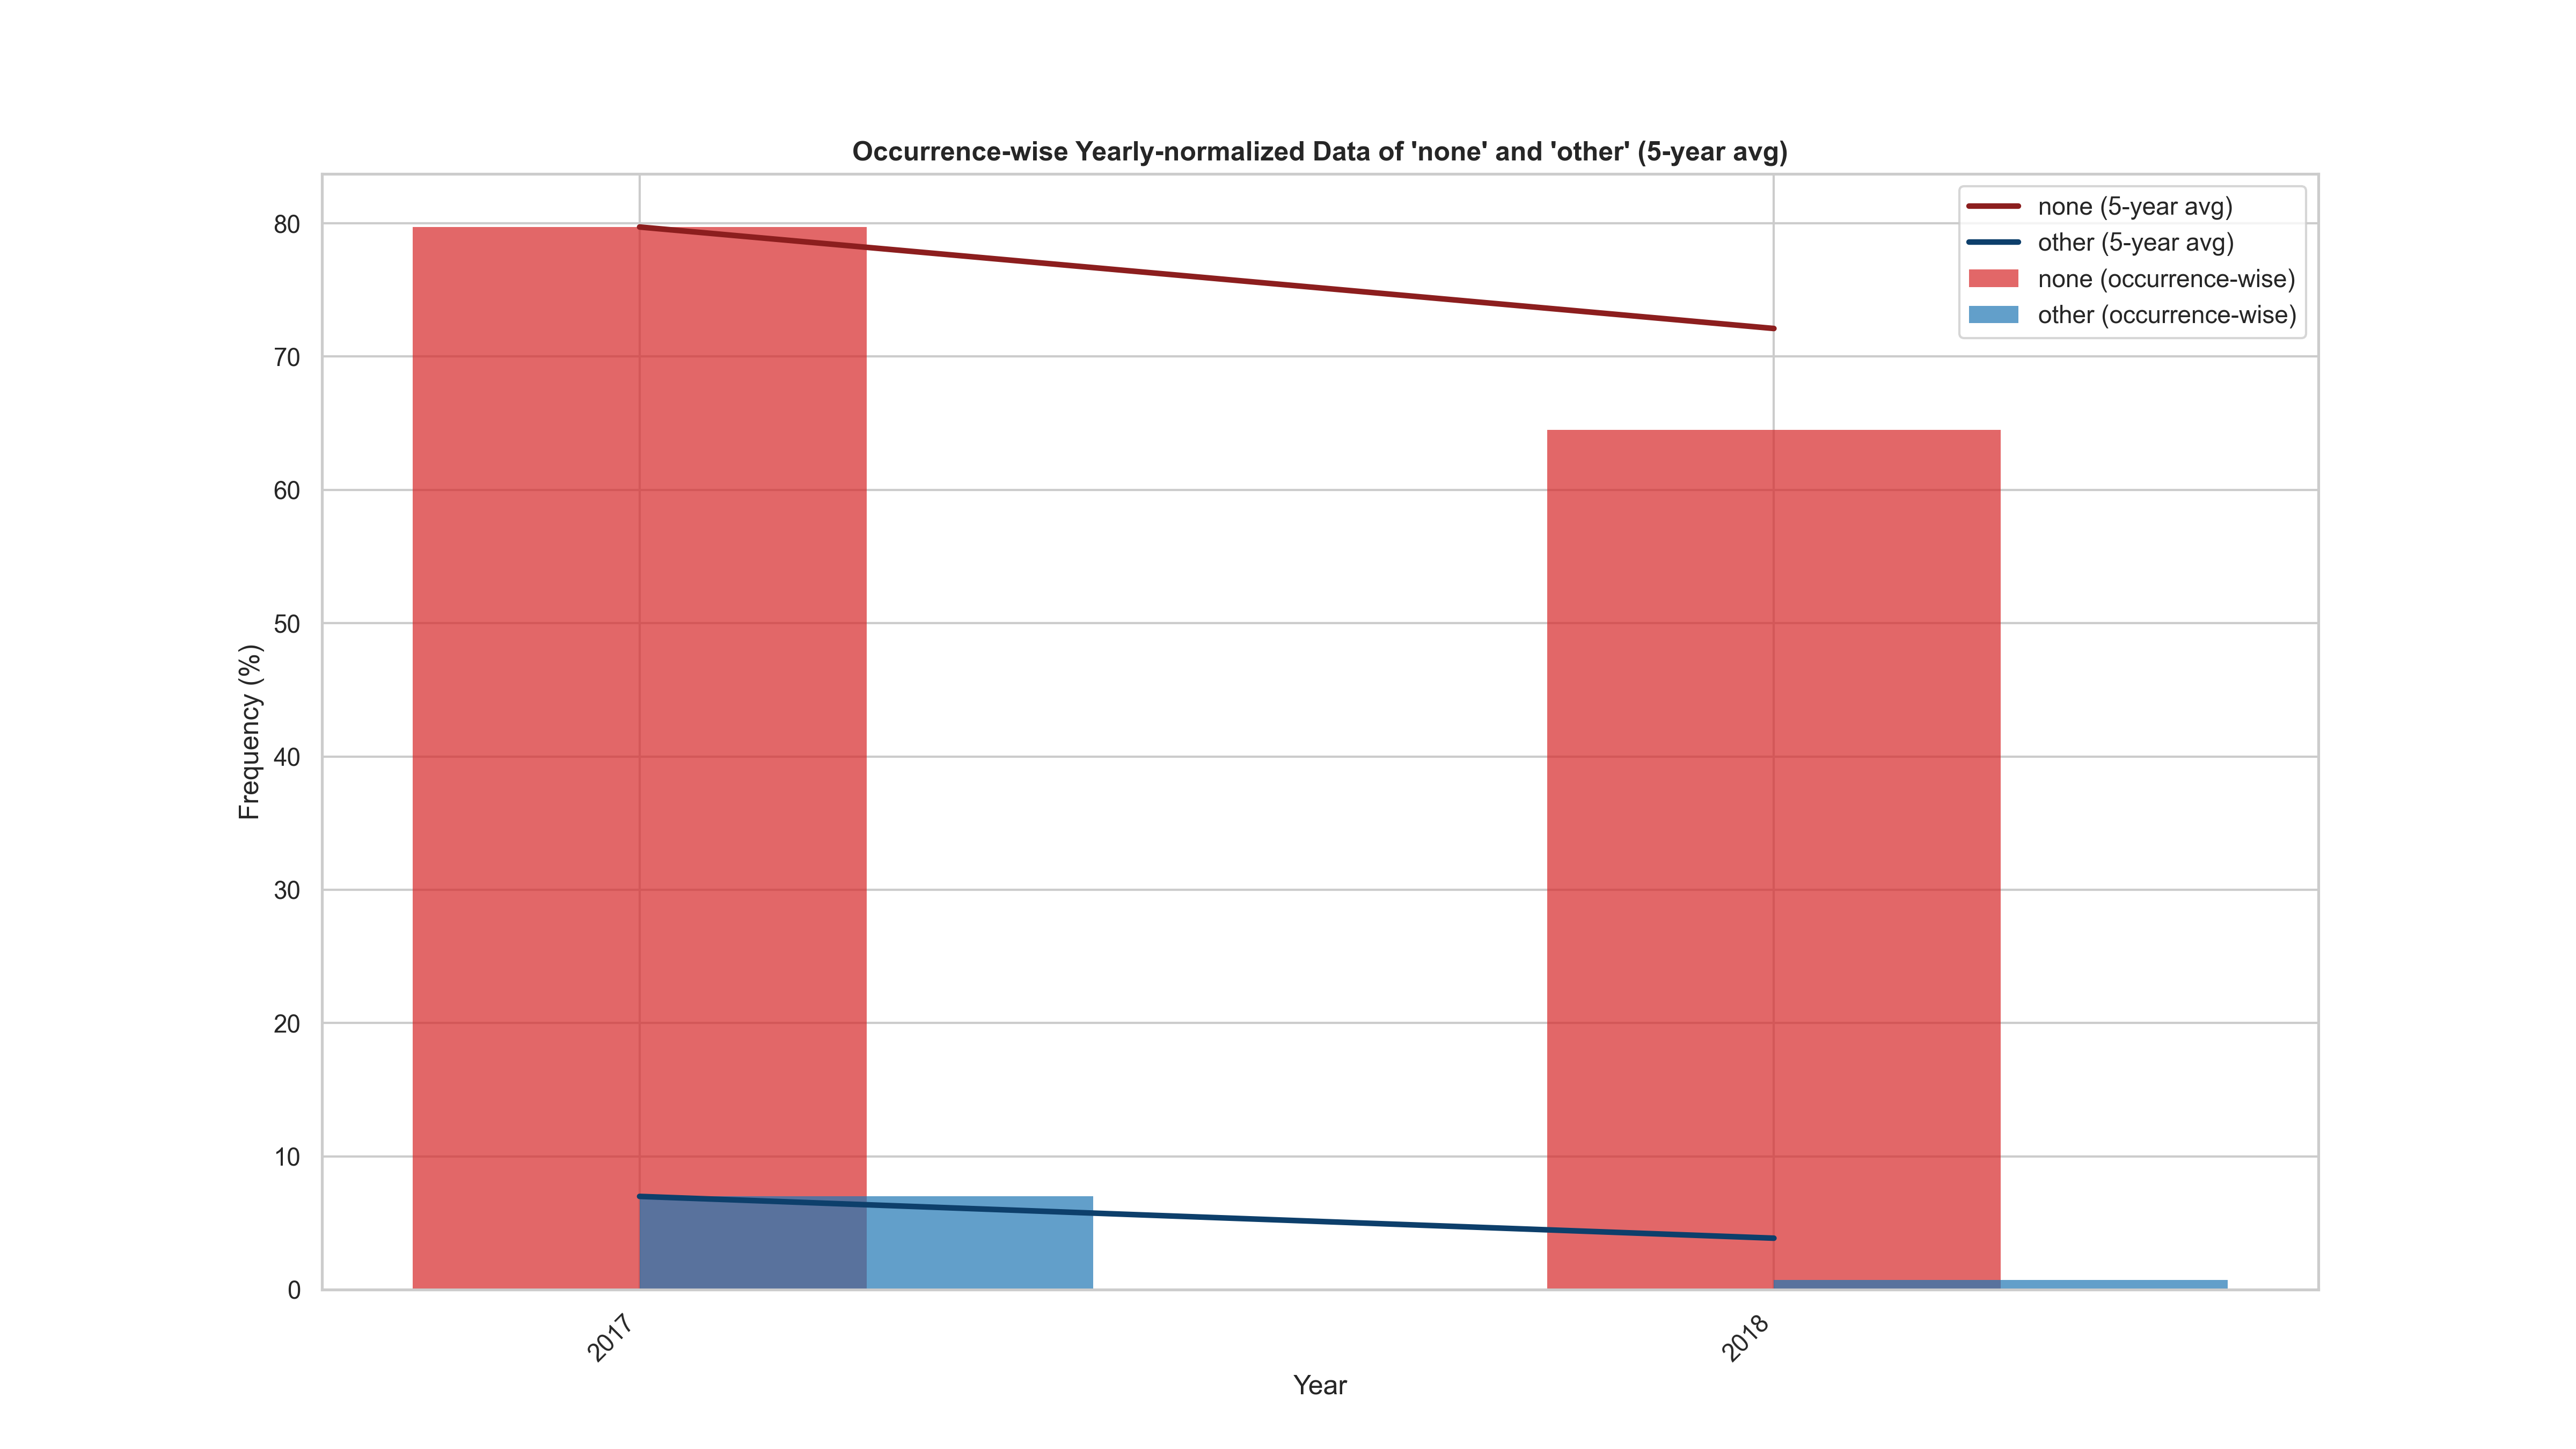 Occurrence-wise Yearly-normalized Data of 'none' and 'other' (5-year avg)
none (5-year avg)
other (5-year avg)
none (occurrence-wise)
other (occurrence-wise)
Frequency (%)
80
70
60
50
40
30
20
10
0
2017
2018
Year